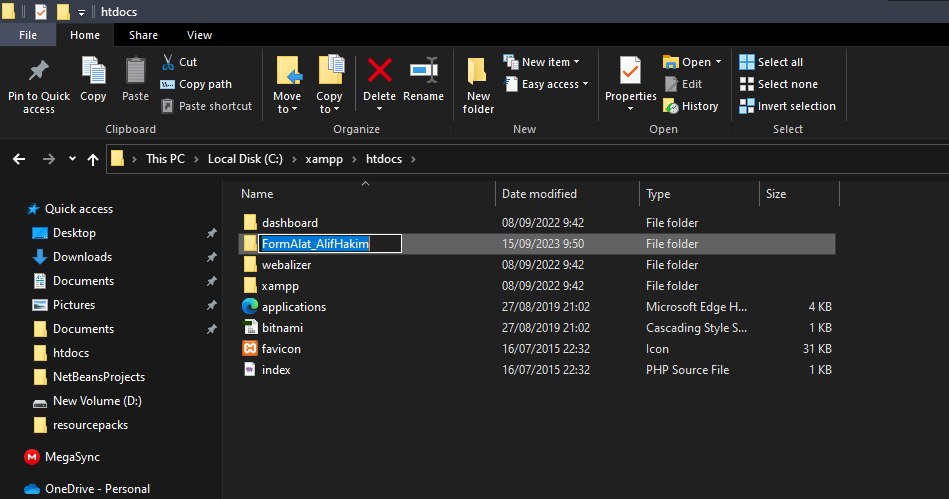 htdocs
File Home Share View
Pin to Quick access
Copy
Paste
Cut
Copy path
Paste shortcut
Clipboard
Move to
Copy to
Delete
Rename
Organize
New folder
New item
Easy access
New
Properties
Open
Edit
History
Open
Select all
Select none
Invert selection
Select
This PC Local Disk (C:) xampp htdocs
Quick access
Desktop
Downloads
Documents
Pictures
Documents
htdocs
NetBeansProjects
New Volume (D:)
resourcepacks
MegaSync
OneDrive - Personal
Name Date modified Type Size
dashboard 08/09/2022 9:42 File folder
FormAlat_AlifHakim 15/09/2023 9:50 File folder
webalizer 08/09/2022 9:42 File folder
xampp 08/09/2022 9:42 File folder
applications 27/08/2019 21:02 Microsoft Edge H... 4 KB
bitnami 27/08/2019 21:02 Cascading Style S... 1 KB
favicon 16/07/2015 22:32 Icon 31 KB
index 16/07/2015 22:32 PHP Source File 1 KB